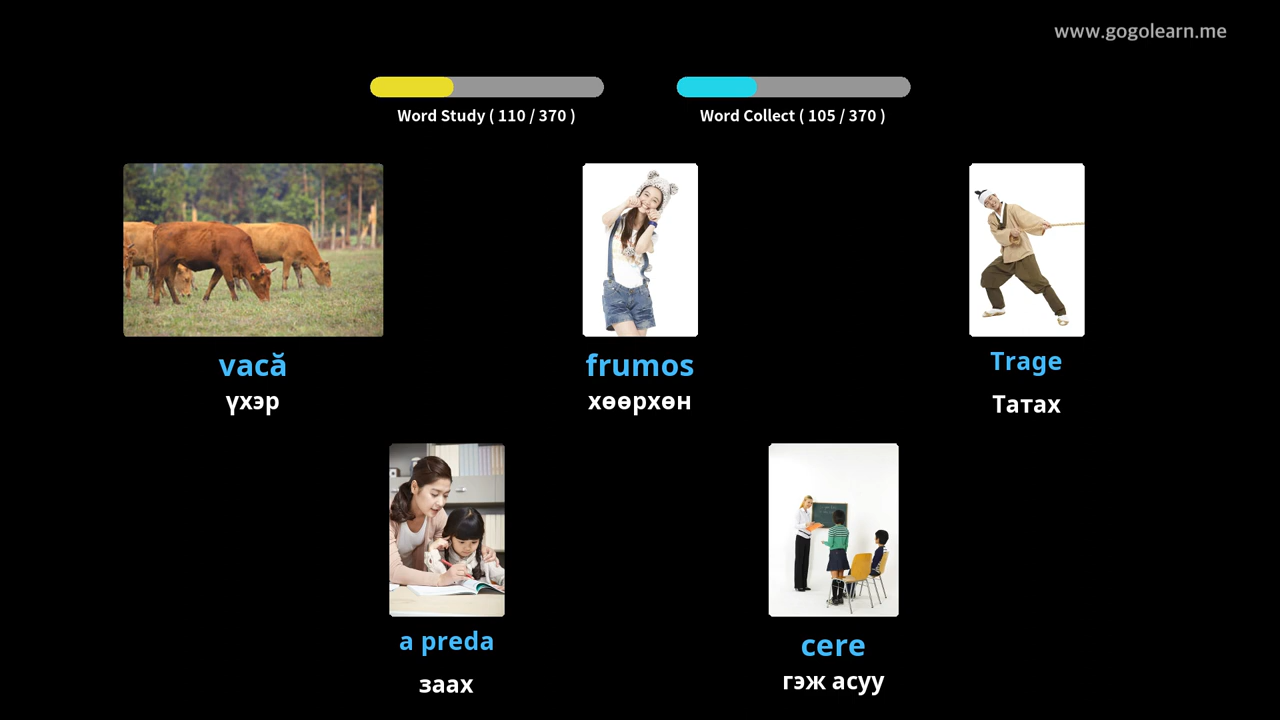 www.gogolearn.me
Word Study ( 110 / 370 )
Word Collect ( 105 / 370 )
vacă
үхэр
frumos
хөөрхөн
Trage
Татах
a preda
заах
cere
гэж асуу